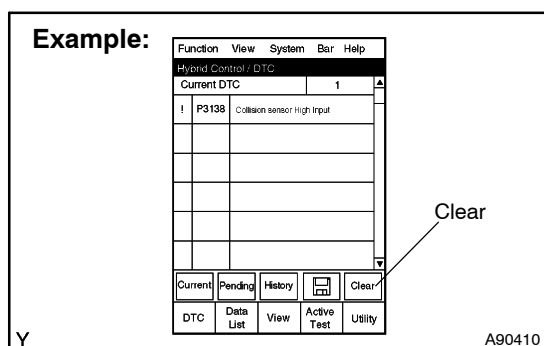 Example:
Function View System Bar Help
Hybrid Control / DTC
Current DTC 1
! P3138 Collision sensor High Input
Clear
Current Pending History Clear
DTC Data List View Active Test Utility
Y
A90410